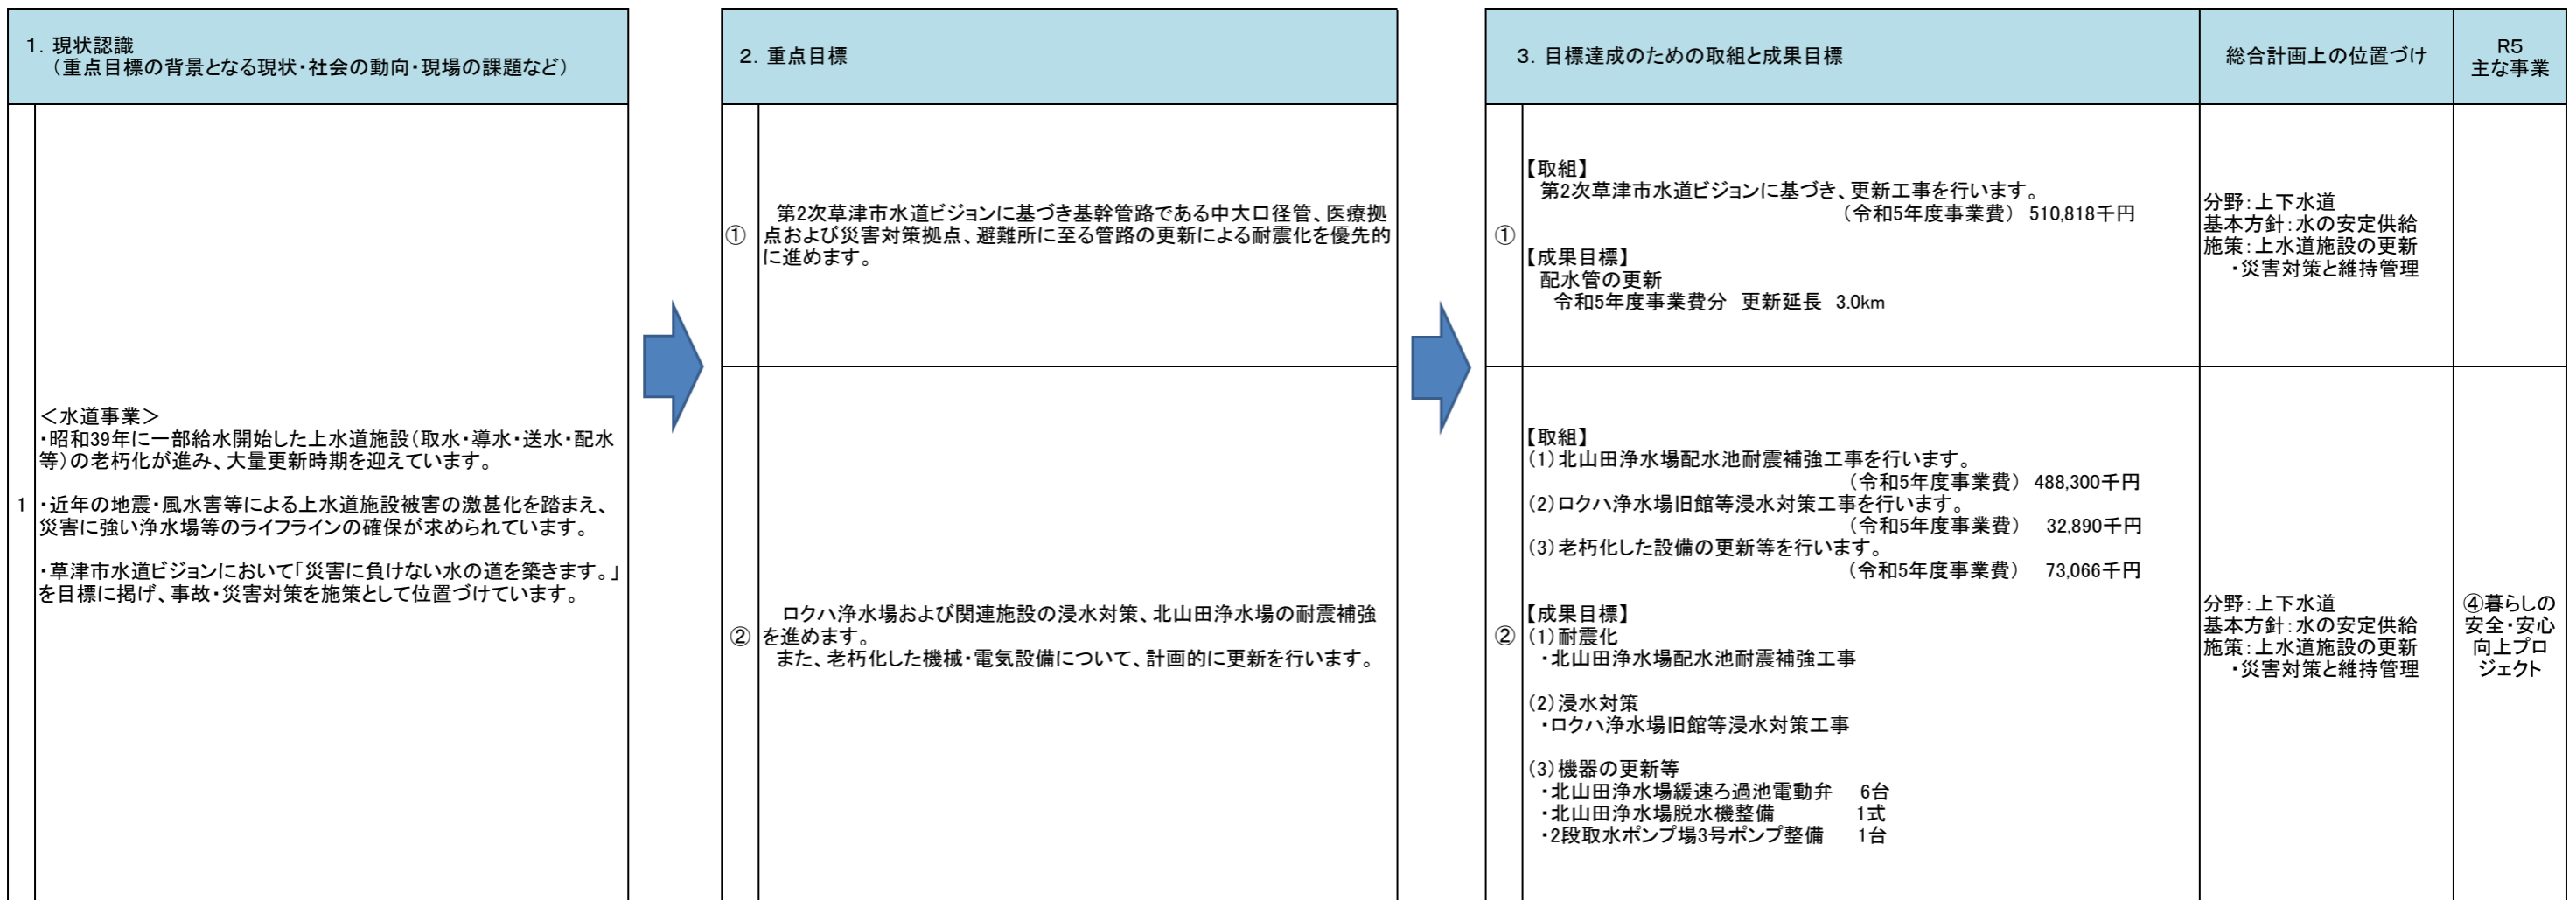 1．現状認識
（重点目標の背景となる現状・社会の動向・現場の課題など）
1
＜水道事業＞
・昭和39年に一部給水開始した上水道施設（取水・導水・送水・配水
等）の老朽化が進み、大量更新時期を迎えています。
・近年の地震・風水害等による上水道施設被害の激甚化を踏まえ、
災害に強い浄水場等のライフラインの確保が求められています。
・草津市水道ビジョンにおいて「災害に負けない水の道を築きます。」
を目標に掲げ、事故・災害対策を施策として位置づけています。
2．重点目標
①
第2次草津市水道ビジョンに基づき基幹管路である中大口径管、医療拠
点および災害対策拠点、避難所に至る管路の更新による耐震化を優先的
に進めます。
②
ロクハ浄水場および関連施設の浸水対策、北山田浄水場の耐震補強
を進めます。
また、老朽化した機械・電気設備について、計画的に更新を行います。
3．目標達成のための取組と成果目標
総合計画上の位置づけ
R5
主な事業
①
【取組】
第2次草津市水道ビジョンに基づき、更新工事を行います。
（令和5年度事業費） 510,818千円
【成果目標】
配水管の更新
令和5年度事業費分　更新延長　3.0km
分野：上下水道
基本方針：水の安定供給
施策：上水道施設の更新
・災害対策と維持管理
②
【取組】
（1）北山田浄水場配水池耐震補強工事を行います。
（令和5年度事業費） 488,300千円
（2）ロクハ浄水場旧館等浸水対策工事を行います。
（令和5年度事業費）　32,890千円
（3）老朽化した設備の更新等を行います。
（令和5年度事業費）　73,066千円
【成果目標】
（1）耐震化
・北山田浄水場配水池耐震補強工事
（2）浸水対策
・ロクハ浄水場旧館等浸水対策工事
（3）機器の更新等
・北山田浄水場緩速ろ過池電動弁　6台
・北山田浄水場脱水機整備　1式
・2段取水ポンプ場3号ポンプ整備　1台
分野：上下水道
基本方針：水の安定供給
施策：上水道施設の更新
・災害対策と維持管理
④暮らしの
安全・安心
向上プロ
ジェクト